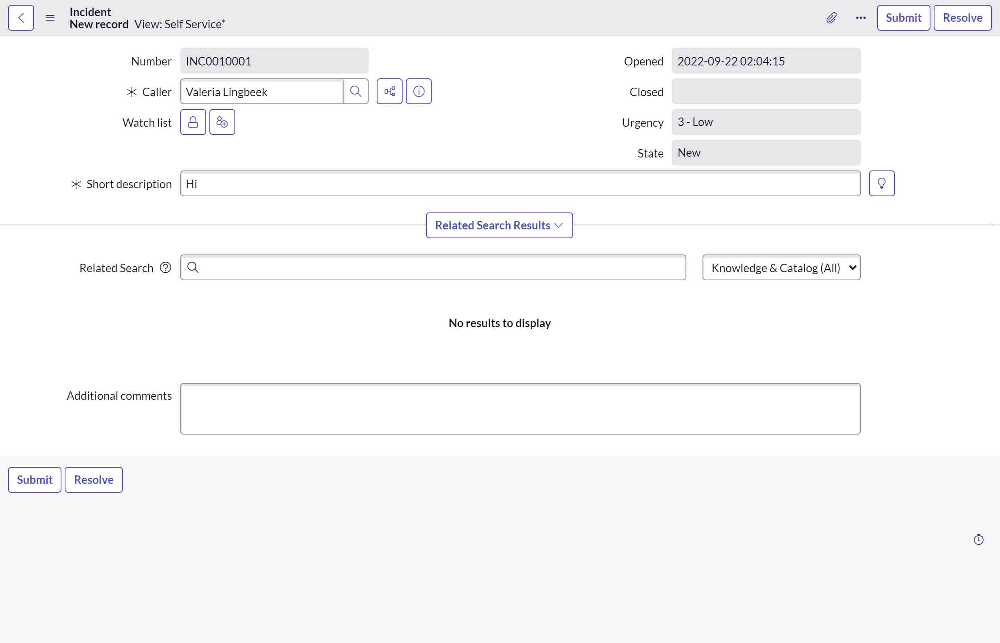 Incident
New record View: Self Service*
Submit
Resolve
Number
INC0010001
Opened
2022-09-22 02:04:15
Caller
Valeria Lingbeek
Closed
Watch list
Urgency
3 - Low
State
New
Short description
Hi
Related Search Results
Related Search
Knowledge & Catalog (All)
No results to display
Additional comments
Submit
Resolve